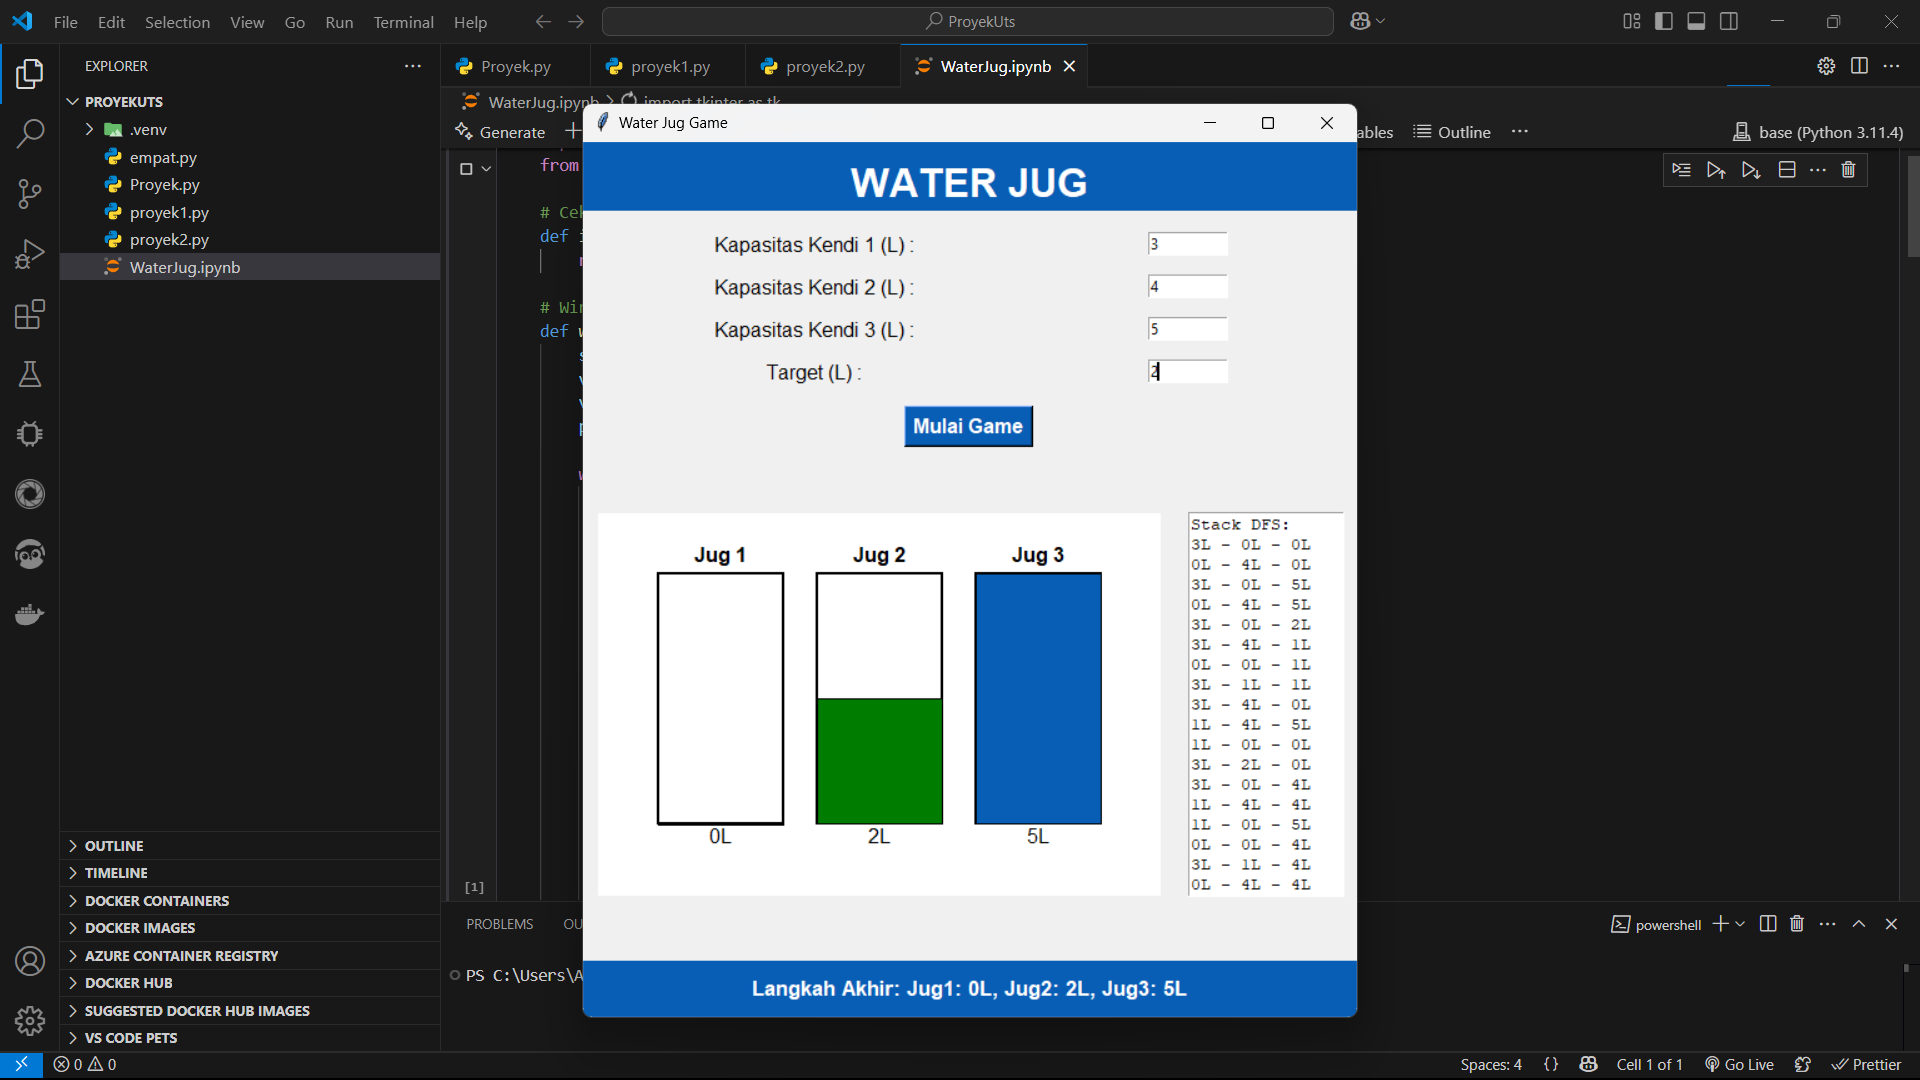 File Edit Selection View Go Run Terminal Help
ProyekUts
EXPLORER
PROYEKUTS
.venv
empat.py
Proyek.py
proyek1.py
proyek2.py
WaterJug.ipynb
OUTLINE
TIMELINE
DOCKER CONTAINERS
DOCKER IMAGES
AZURE CONTAINER REGISTRY
DOCKER HUB
SUGGESTED DOCKER HUB IMAGES
VS CODE PETS
Proyek.py proyek1.py proyek2.py WaterJug.ipynb
WaterJug.ipynb > import tkinter as tk
Generate
Outline
base (Python 3.11.4)
from
def
def
[1]
Water Jug Game
WATER JUG
Kapasitas Kendi 1 (L) : 3
Kapasitas Kendi 2 (L) : 4
Kapasitas Kendi 3 (L) : 5
Target (L) : 2
Mulai Game
Jug 1 Jug 2 Jug 3
0L 2L 5L
Stack DFS:
3L - 0L - 0L
0L - 4L - 0L
3L - 0L - 5L
0L - 4L - 5L
3L - 0L - 2L
3L - 4L - 1L
0L - 0L - 1L
3L - 1L - 1L
3L - 4L - 0L
1L - 4L - 5L
1L - 0L - 0L
3L - 2L - 0L
3L - 0L - 4L
1L - 4L - 4L
1L - 0L - 5L
0L - 0L - 4L
3L - 1L - 4L
0L - 4L - 4L
Langkah Akhir: Jug1: 0L, Jug2: 2L, Jug3: 5L
PROBLEMS
powershell
PS C:\Users\A
0 0
Spaces: 4 {} Cell 1 of 1 Go Live Prettier